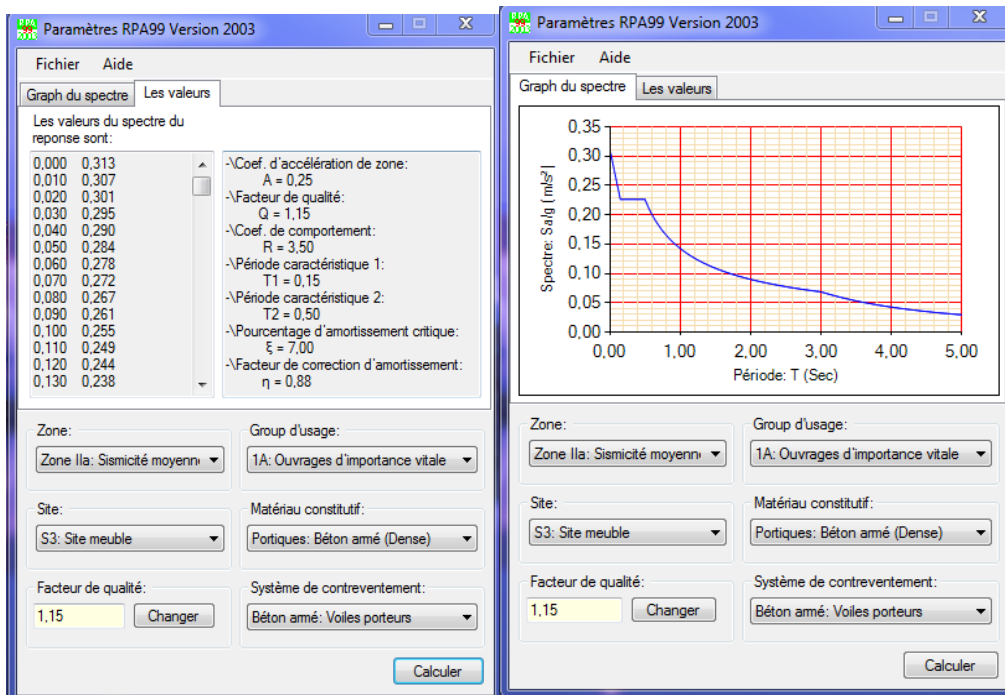 Paramètres RPA99 Version 2003
Fichier Aide
Graph du spectre Les valeurs
Les valeurs du spectre du
reponse sont:
0,000 0,313
0,010 0,307
0,020 0,301
0,030 0,295
0,040 0,290
0,050 0,284
0,060 0,278
0,070 0,272
0,080 0,267
0,090 0,261
0,100 0,255
0,110 0,249
0,120 0,244
0,130 0,238
-\Coef. d'accélération de zone:
A = 0,25
-\Facteur de qualité:
Q = 1,15
-\Coef. de comportement:
R = 3,50
-\Période caractéristique 1:
T1 = 0,15
-\Période caractéristique 2:
T2 = 0,50
-\Pourcentage d'amortissement critique:
ξ = 7,00
-\Facteur de correction d'amortissement:
η = 0,88
Zone:
Zone IIa: Sismicité moyenn
Group d'usage:
1A: Ouvrages d'importance vitale
Site:
S3: Site meuble
Matériau constitutif:
Portiques: Béton armé (Dense)
Facteur de qualité:
1,15 Changer
Système de contreventement:
Béton armé: Voiles porteurs
Calculer
Paramètres RPA99 Version 2003
Fichier Aide
Graph du spectre Les valeurs
Spectre: Sa/g ( m/s²]
0,35
0,30
0,25
0,20
0,15
0,10
0,05
0,00
0,00 1,00 2,00 3,00 4,00 5,00
Période: T (Sec)
Zone:
Zone IIa: Sismicité moyenn
Group d'usage:
1A: Ouvrages d'importance vitale
Site:
S3: Site meuble
Matériau constitutif:
Portiques: Béton armé (Dense)
Facteur de qualité:
1,15 Changer
Système de contreventement:
Béton armé: Voiles porteurs
Calculer